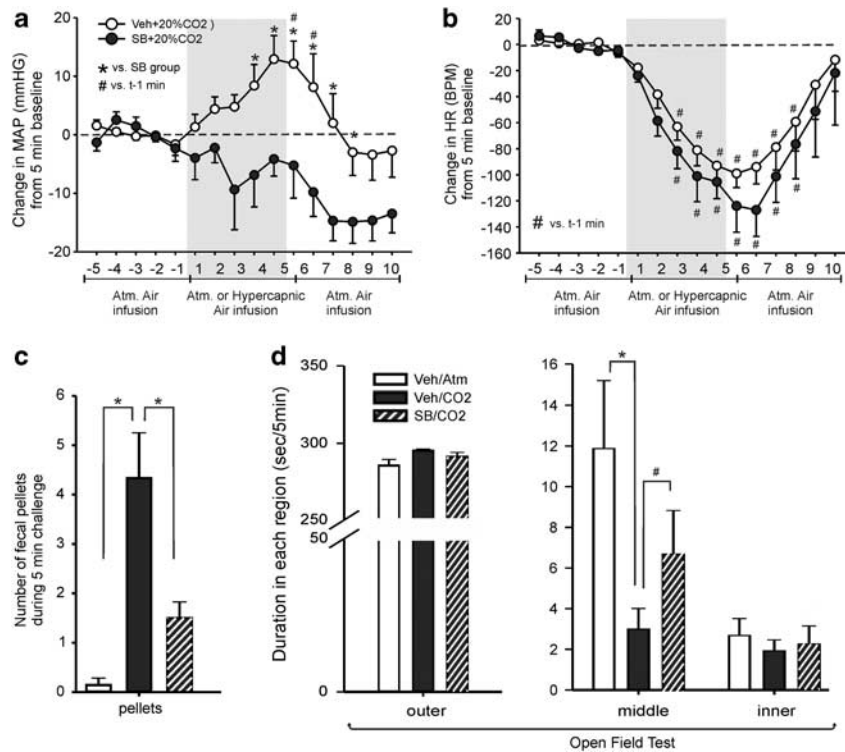 a
Veh+20%CO2 )
SB+20%CO2
* vs. SB group
# vs. t-1 min
Change in MAP (mmHG)
from 5 min baseline
20
10
0
-10
-20
#
* * * * * *
#
-5 -4 -3 -2 -1 1 2 3 4 5 6 7 8 9 10
Atm. Air
infusion
Atm. or Hypercapnic
Air infusion
Atm. Air
infusion
b
Change in HR (BPM)
from 5 min baseline
20
0
-20
-40
-60
-80
-100
-120
-140
-160
# # # # # # #
# # # # # # #
# vs. t-1 min
-5 -4 -3 -2 -1 1 2 3 4 5 6 7 8 9 10
Atm. Air
infusion
Atm. or Hypercapnic
Air infusion
Atm. Air
infusion
c
Number of fecal pellets
during 5 min challenge
6
5
4
3
2
1
0
* *
pellets
d
Duration in each region (sec/5min)
350
300
250
50
0
Veh/Atm
Veh/CO2
SB/CO2
outer
16
14
12
10
8
6
4
2
0
*
#
middle inner
Open Field Test